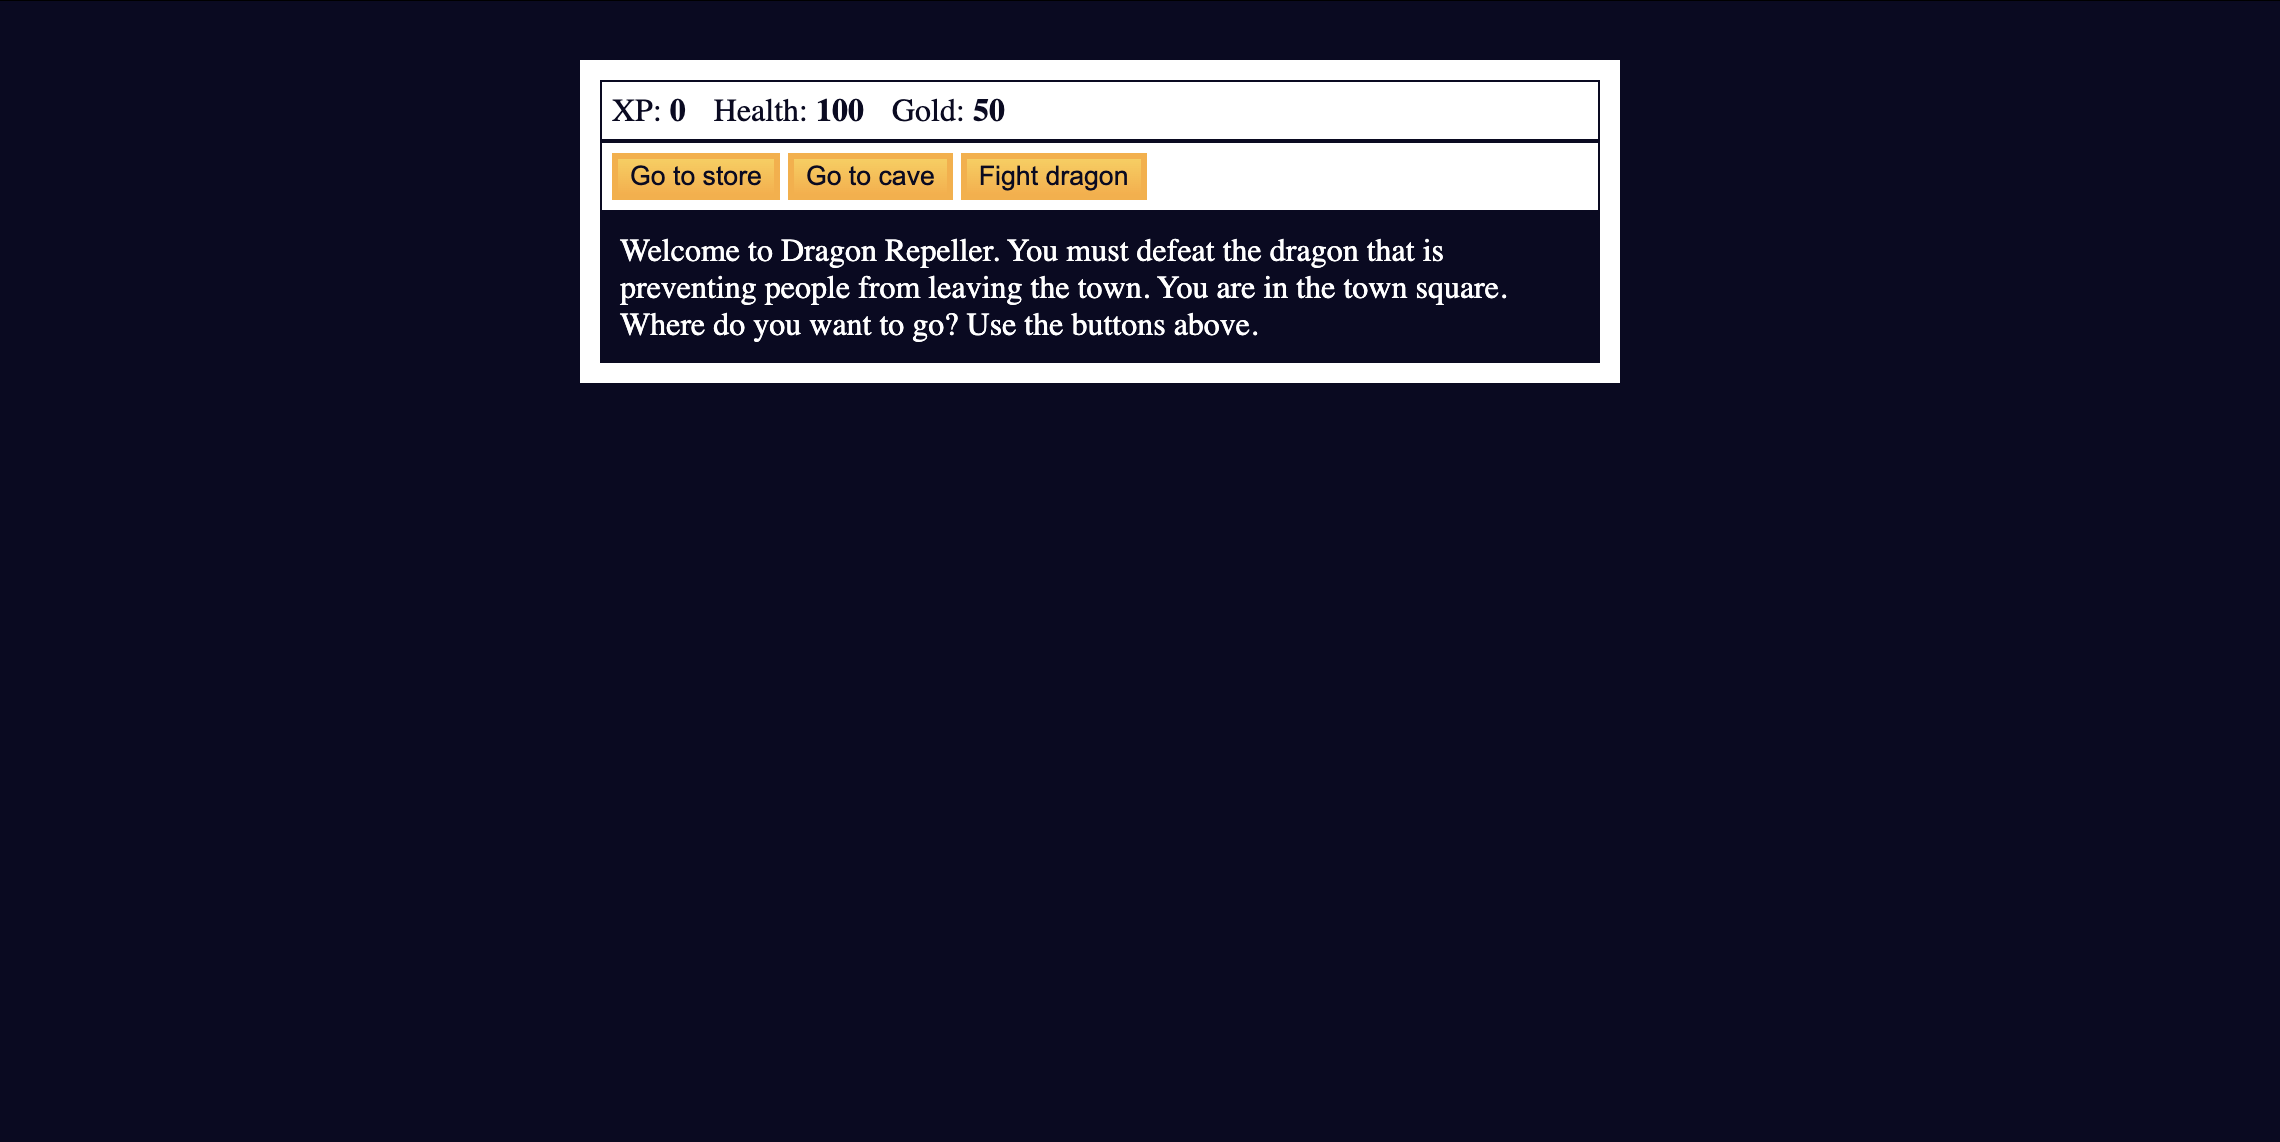 XP: 0 Health: 100 Gold: 50
Go to store Go to cave Fight dragon
Welcome to Dragon Repeller. You must defeat the dragon that is
preventing people from leaving the town. You are in the town square.
Where do you want to go? Use the buttons above.